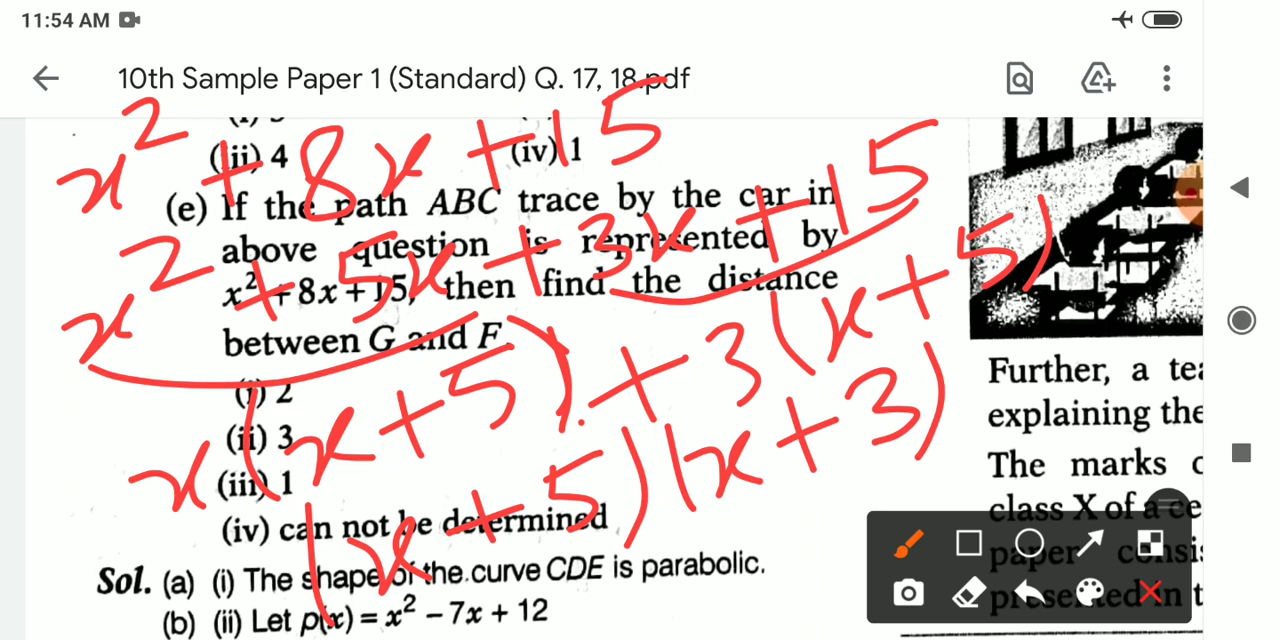 11:54 AM
10th Sample Paper 1 (Standard) Q. 17, 18.pdf
x² + 8x + 15
(iii) 4
(iv) 1
(e) If the path ABC trace by the car in
above question is represented by
x² + 8x + 15, then find the distance
between G and F.
x² + 5x + 3x + 15
x(x+5) + 3(x+5)
(x+5)(x+3)
(i) 2
(ii) 3
(iii) 1
(iv) can not be determined
Sol. (a) (i) The shape of the curve CDE is parabolic.
(b) (ii) Let p(x) = x² – 7x + 12
Further, a tea
explaining the
The marks o
class X of a ce
paper consis
presented in t